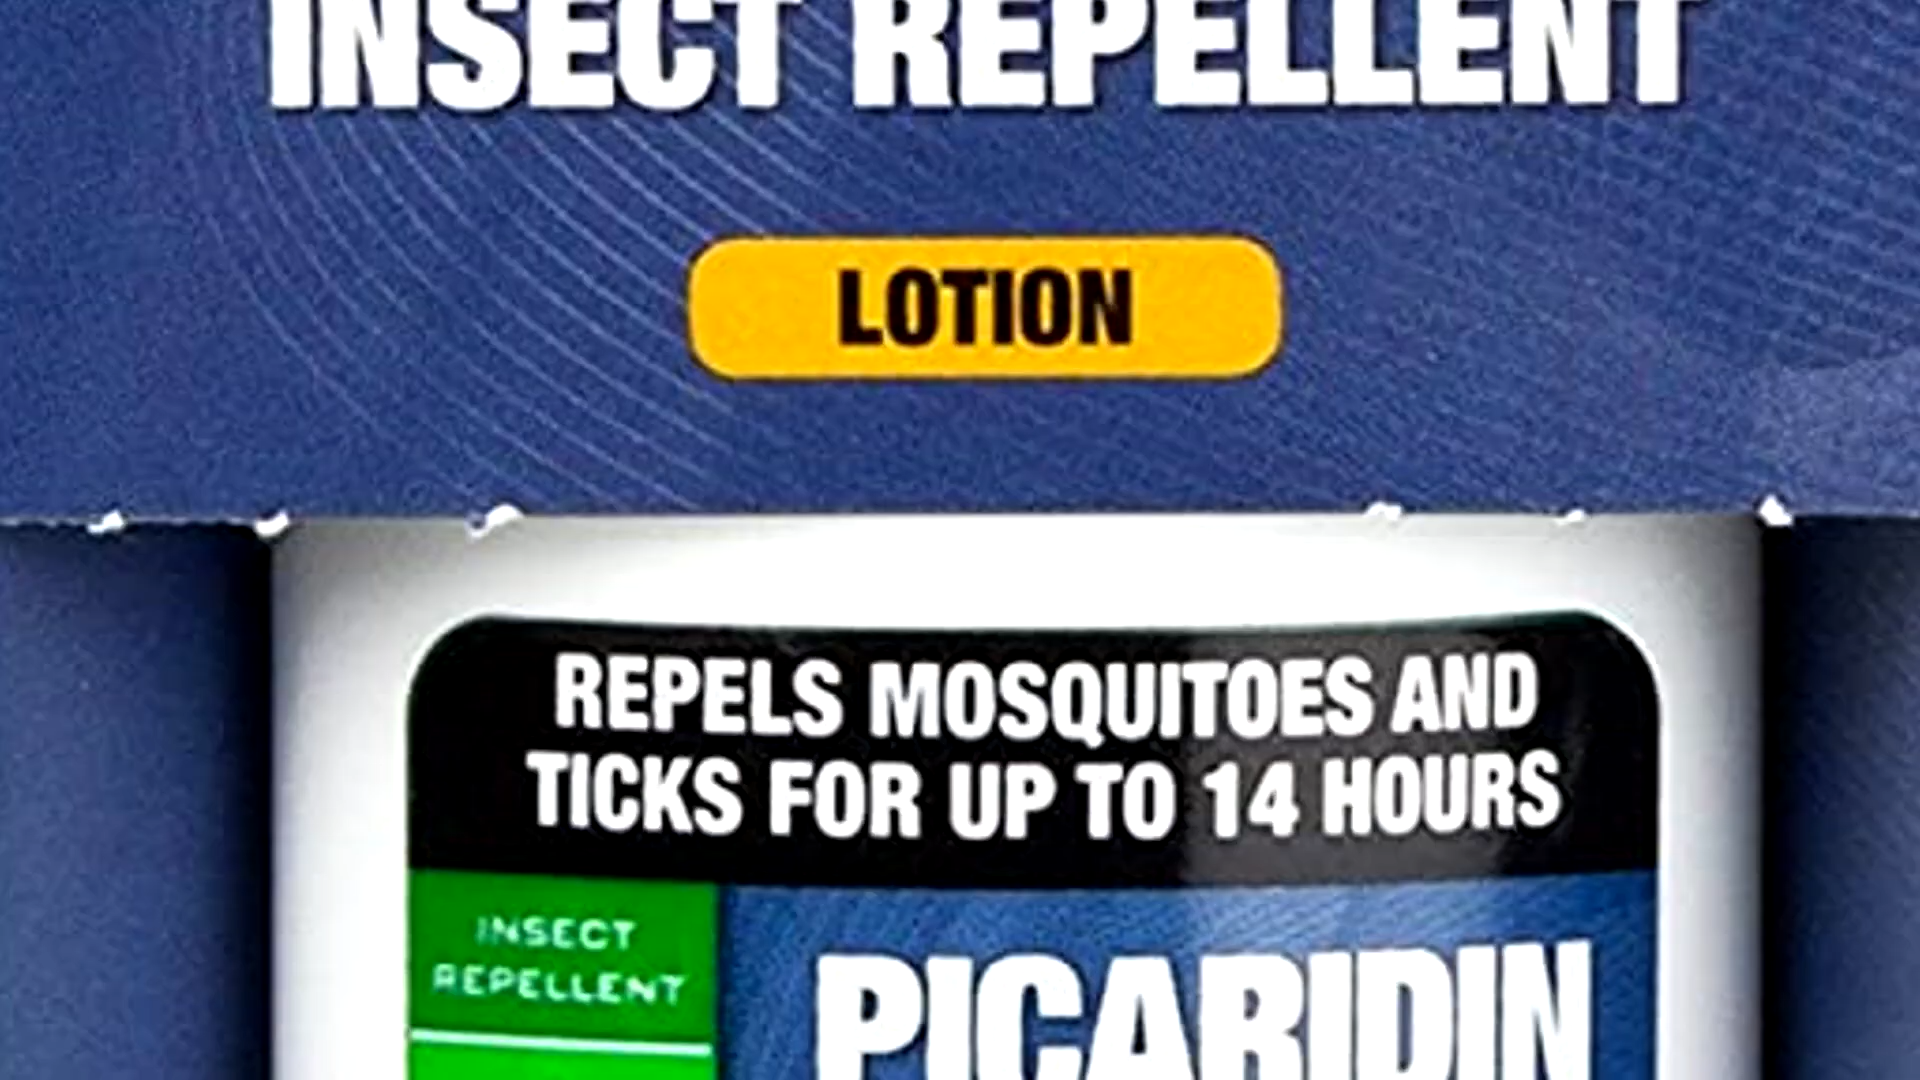 INSECT REPELLENT
LOTION
REPELS MOSQUITOES AND
TICKS FOR UP TO 14 HOURS
INSECT
REPELLENT
PICARIDIN